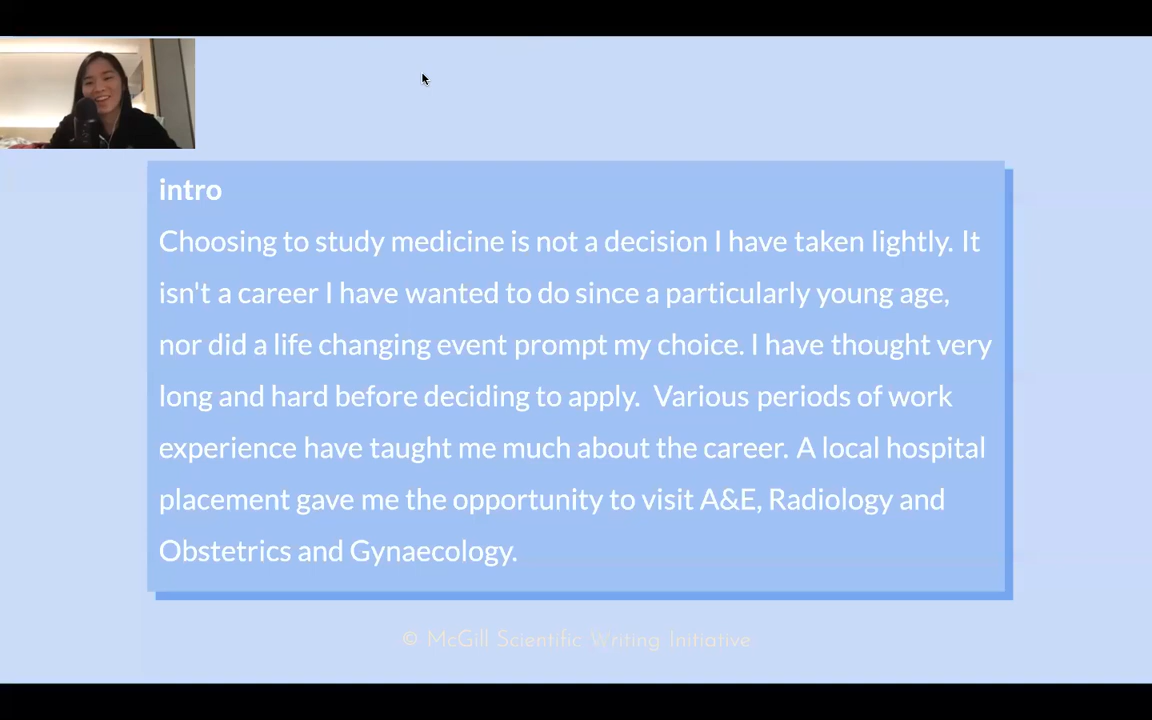 intro
Choosing to study medicine is not a decision I have taken lightly. It
isn't a career I have wanted to do since a particularly young age,
nor did a life changing event prompt my choice. I have thought very
long and hard before deciding to apply.  Various periods of work
experience have taught me much about the career. A local hospital
placement gave me the opportunity to visit A&E, Radiology and
Obstetrics and Gynaecology.
© McGill Scientific Writing Initiative